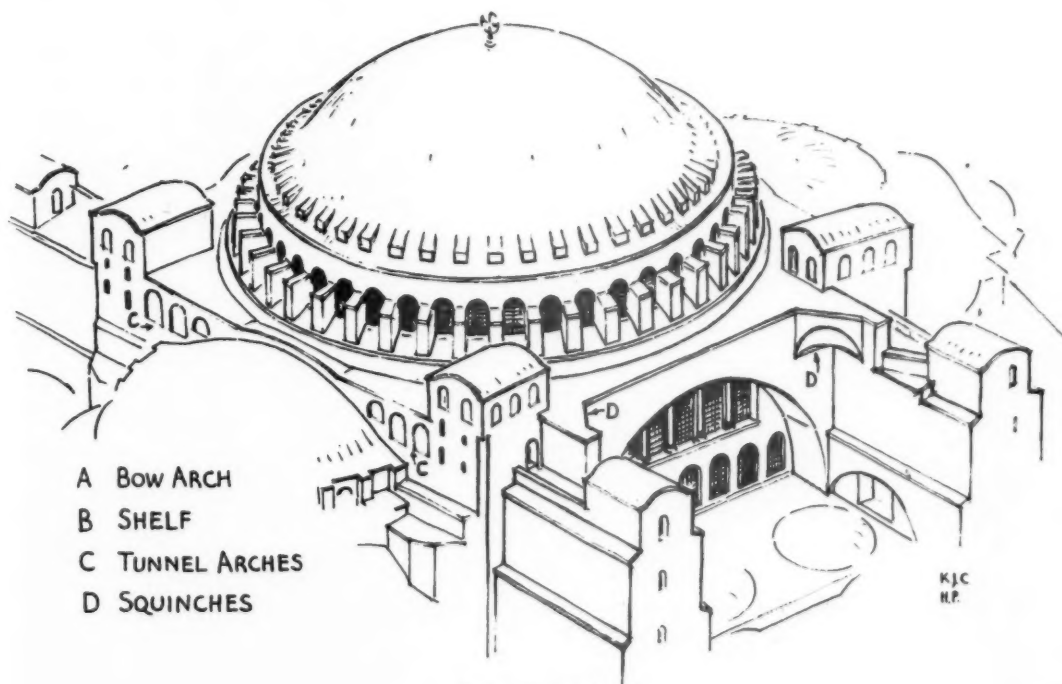 C
D
D
C
A BOW ARCH
B SHELF
C TUNNEL ARCHES
D SQUINCHES
K.J.C
H.P.